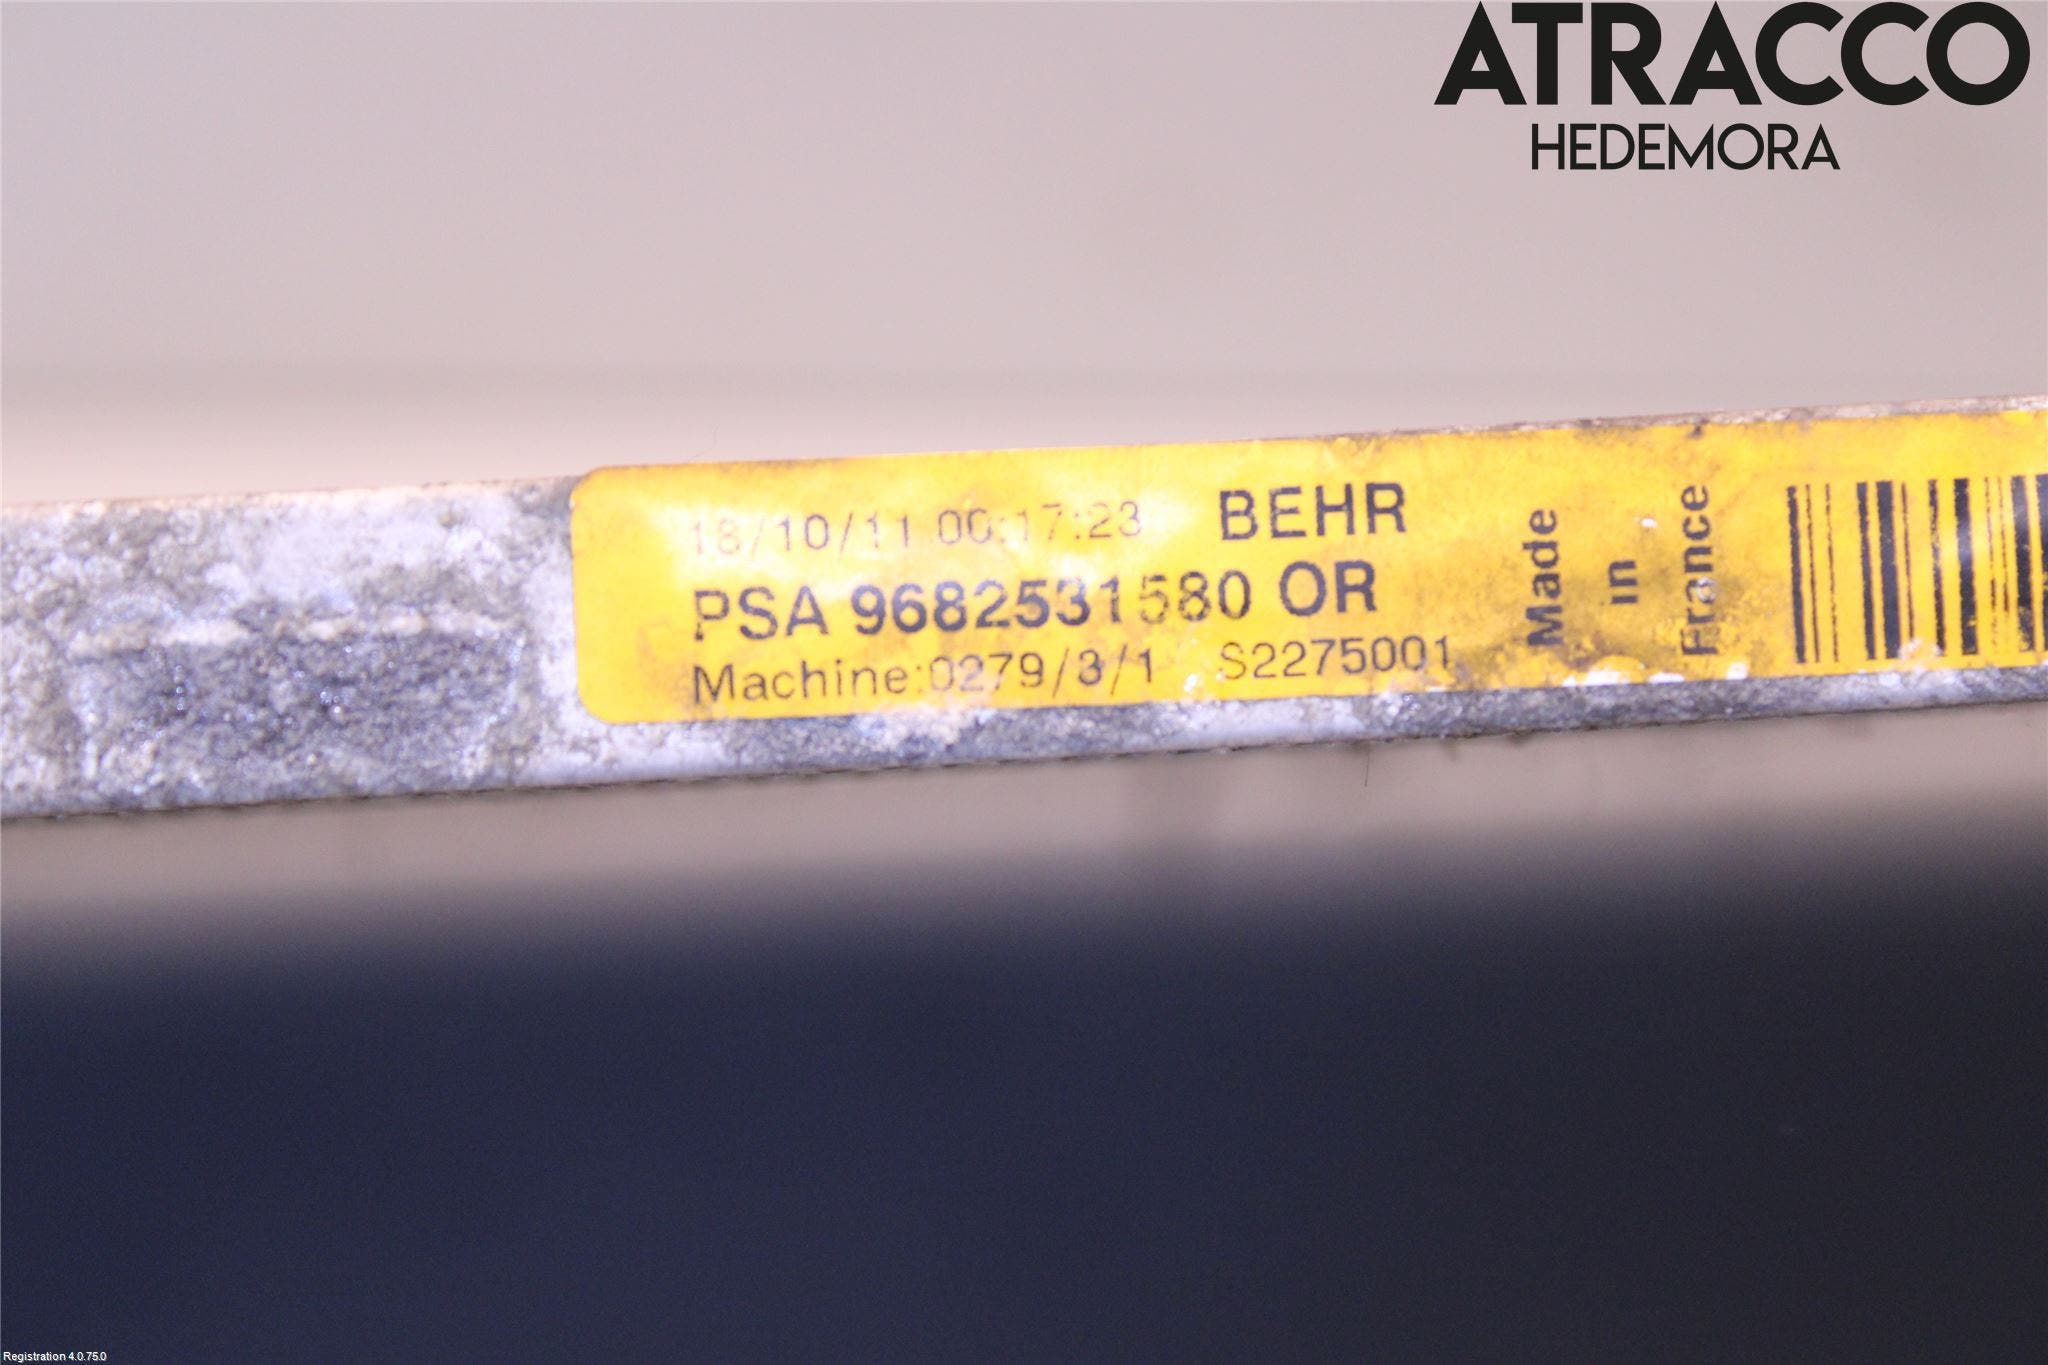 ATRACCO
HEDEMORA
18/10/11 00:17:23 BEHR
PSA 9682531580 OR
Machine:0279/3/1 S2275001
Made
in
France
Registration 4.0.75.0